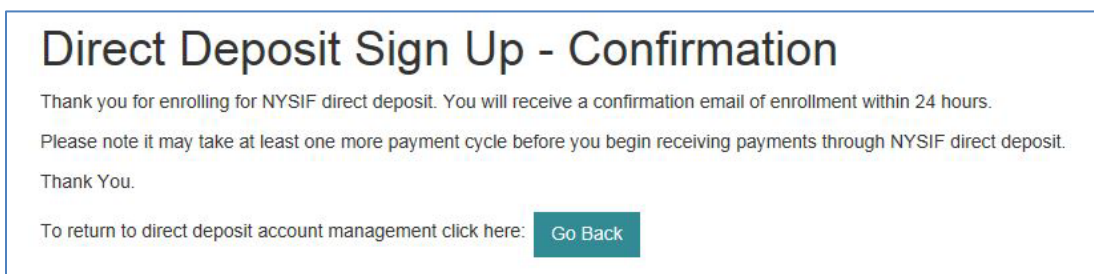 Direct Deposit Sign Up - Confirmation
Thank you for enrolling for NYSIF direct deposit. You will receive a confirmation email of enrollment within 24 hours.
Please note it may take at least one more payment cycle before you begin receiving payments through NYSIF direct deposit.
Thank You.
To return to direct deposit account management click here: Go Back